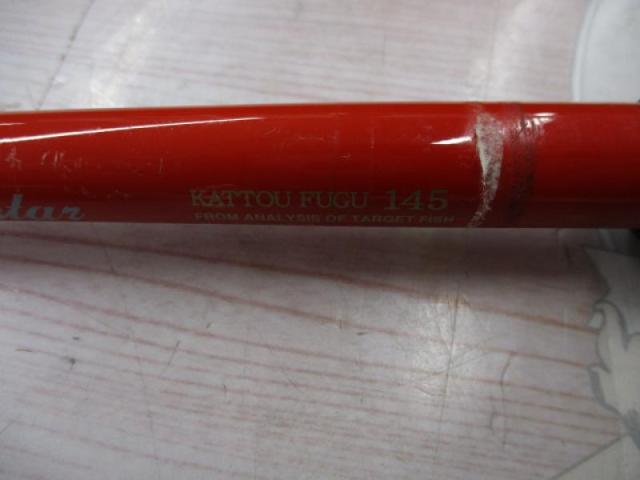 KATTOU FUGU 145
FROM ANALYSIS OF TARGET FISH